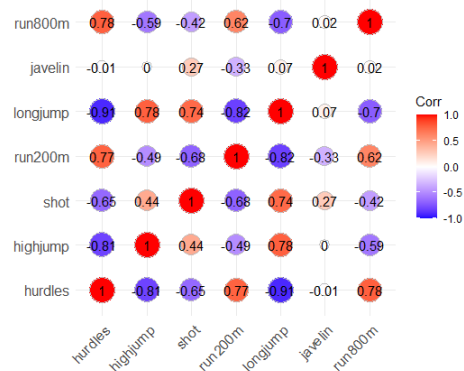 run800m 0.78 -0.59 -0.42 0.62 -0.7 0.02 1
javelin -0.01 0 0.27 -0.33 0.07 1 0.02
longjump -0.91 0.78 0.74 -0.82 1 0.07 -0.7
run200m 0.77 -0.49 -0.68 1 -0.82 -0.33 0.62
shot -0.65 0.44 1 -0.68 0.74 0.27 -0.42
highjump -0.81 1 0.44 -0.49 0.78 0 -0.59
hurdles 1 -0.81 -0.65 0.77 -0.91 -0.01 0.78
hurdles highjump shot run200m longjump javelin run800m
Corr
1.0
0.5
0.0
-0.5
-1.0